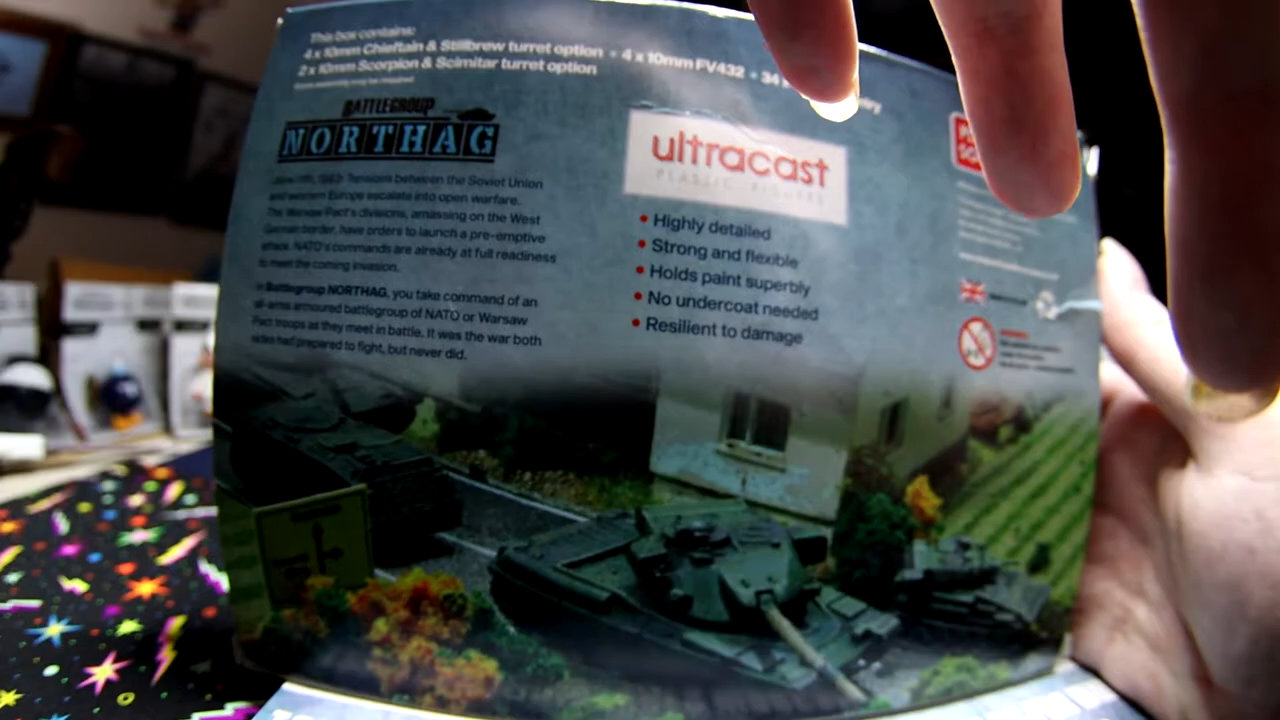 This box contains:
4 x 10mm Chieftain & Stillbrew turret option • 4 x 10mm FV432 • 34
2 x 10mm Scorpion & Scimitar turret option
BATTLEGROUP
NORTHAG
Tensions between the Soviet Union
and western Europe escalate into open warfare.
The Warsaw Pact's divisions, amassing on the West
German border, have orders to launch a pre-emptive
attack. NATO's commands are already at full readiness
to meet the coming invasion.
In Battlegroup NORTHAG, you take command of an
all-arms armoured battlegroup of NATO or Warsaw
Pact troops as they meet in battle. It was the war both
sides had prepared to fight, but never did.
ultracast
PLASTIC FIGURES
• Highly detailed
• Strong and flexible
• Holds paint superbly
• No undercoat needed
• Resilient to damage